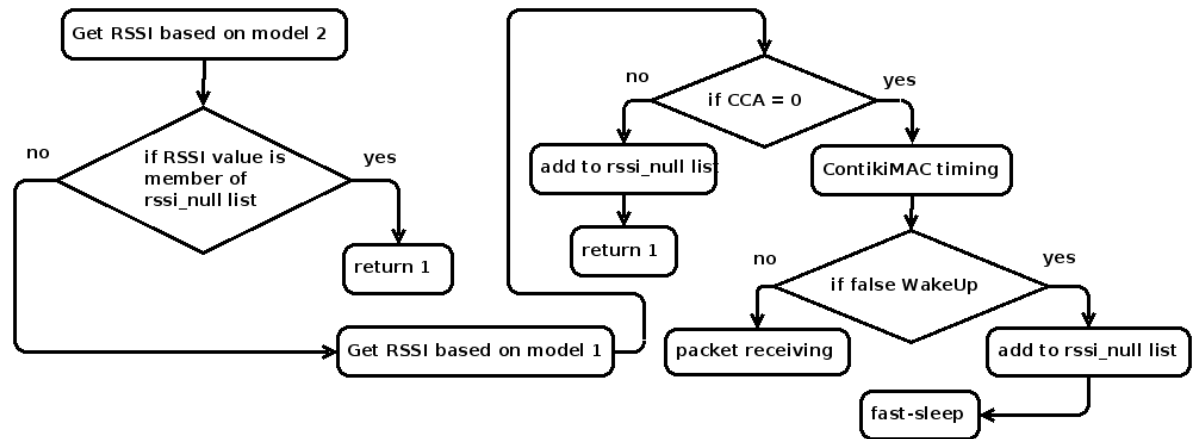 Get RSSI based on model 2
if RSSI value is
member of
rssi_null list
no
yes
return 1
Get RSSI based on model 1
if CCA = 0
no
yes
add to rssi_null list
return 1
ContikiMAC timing
if false WakeUp
no
yes
packet receiving
add to rssi_null list
fast-sleep